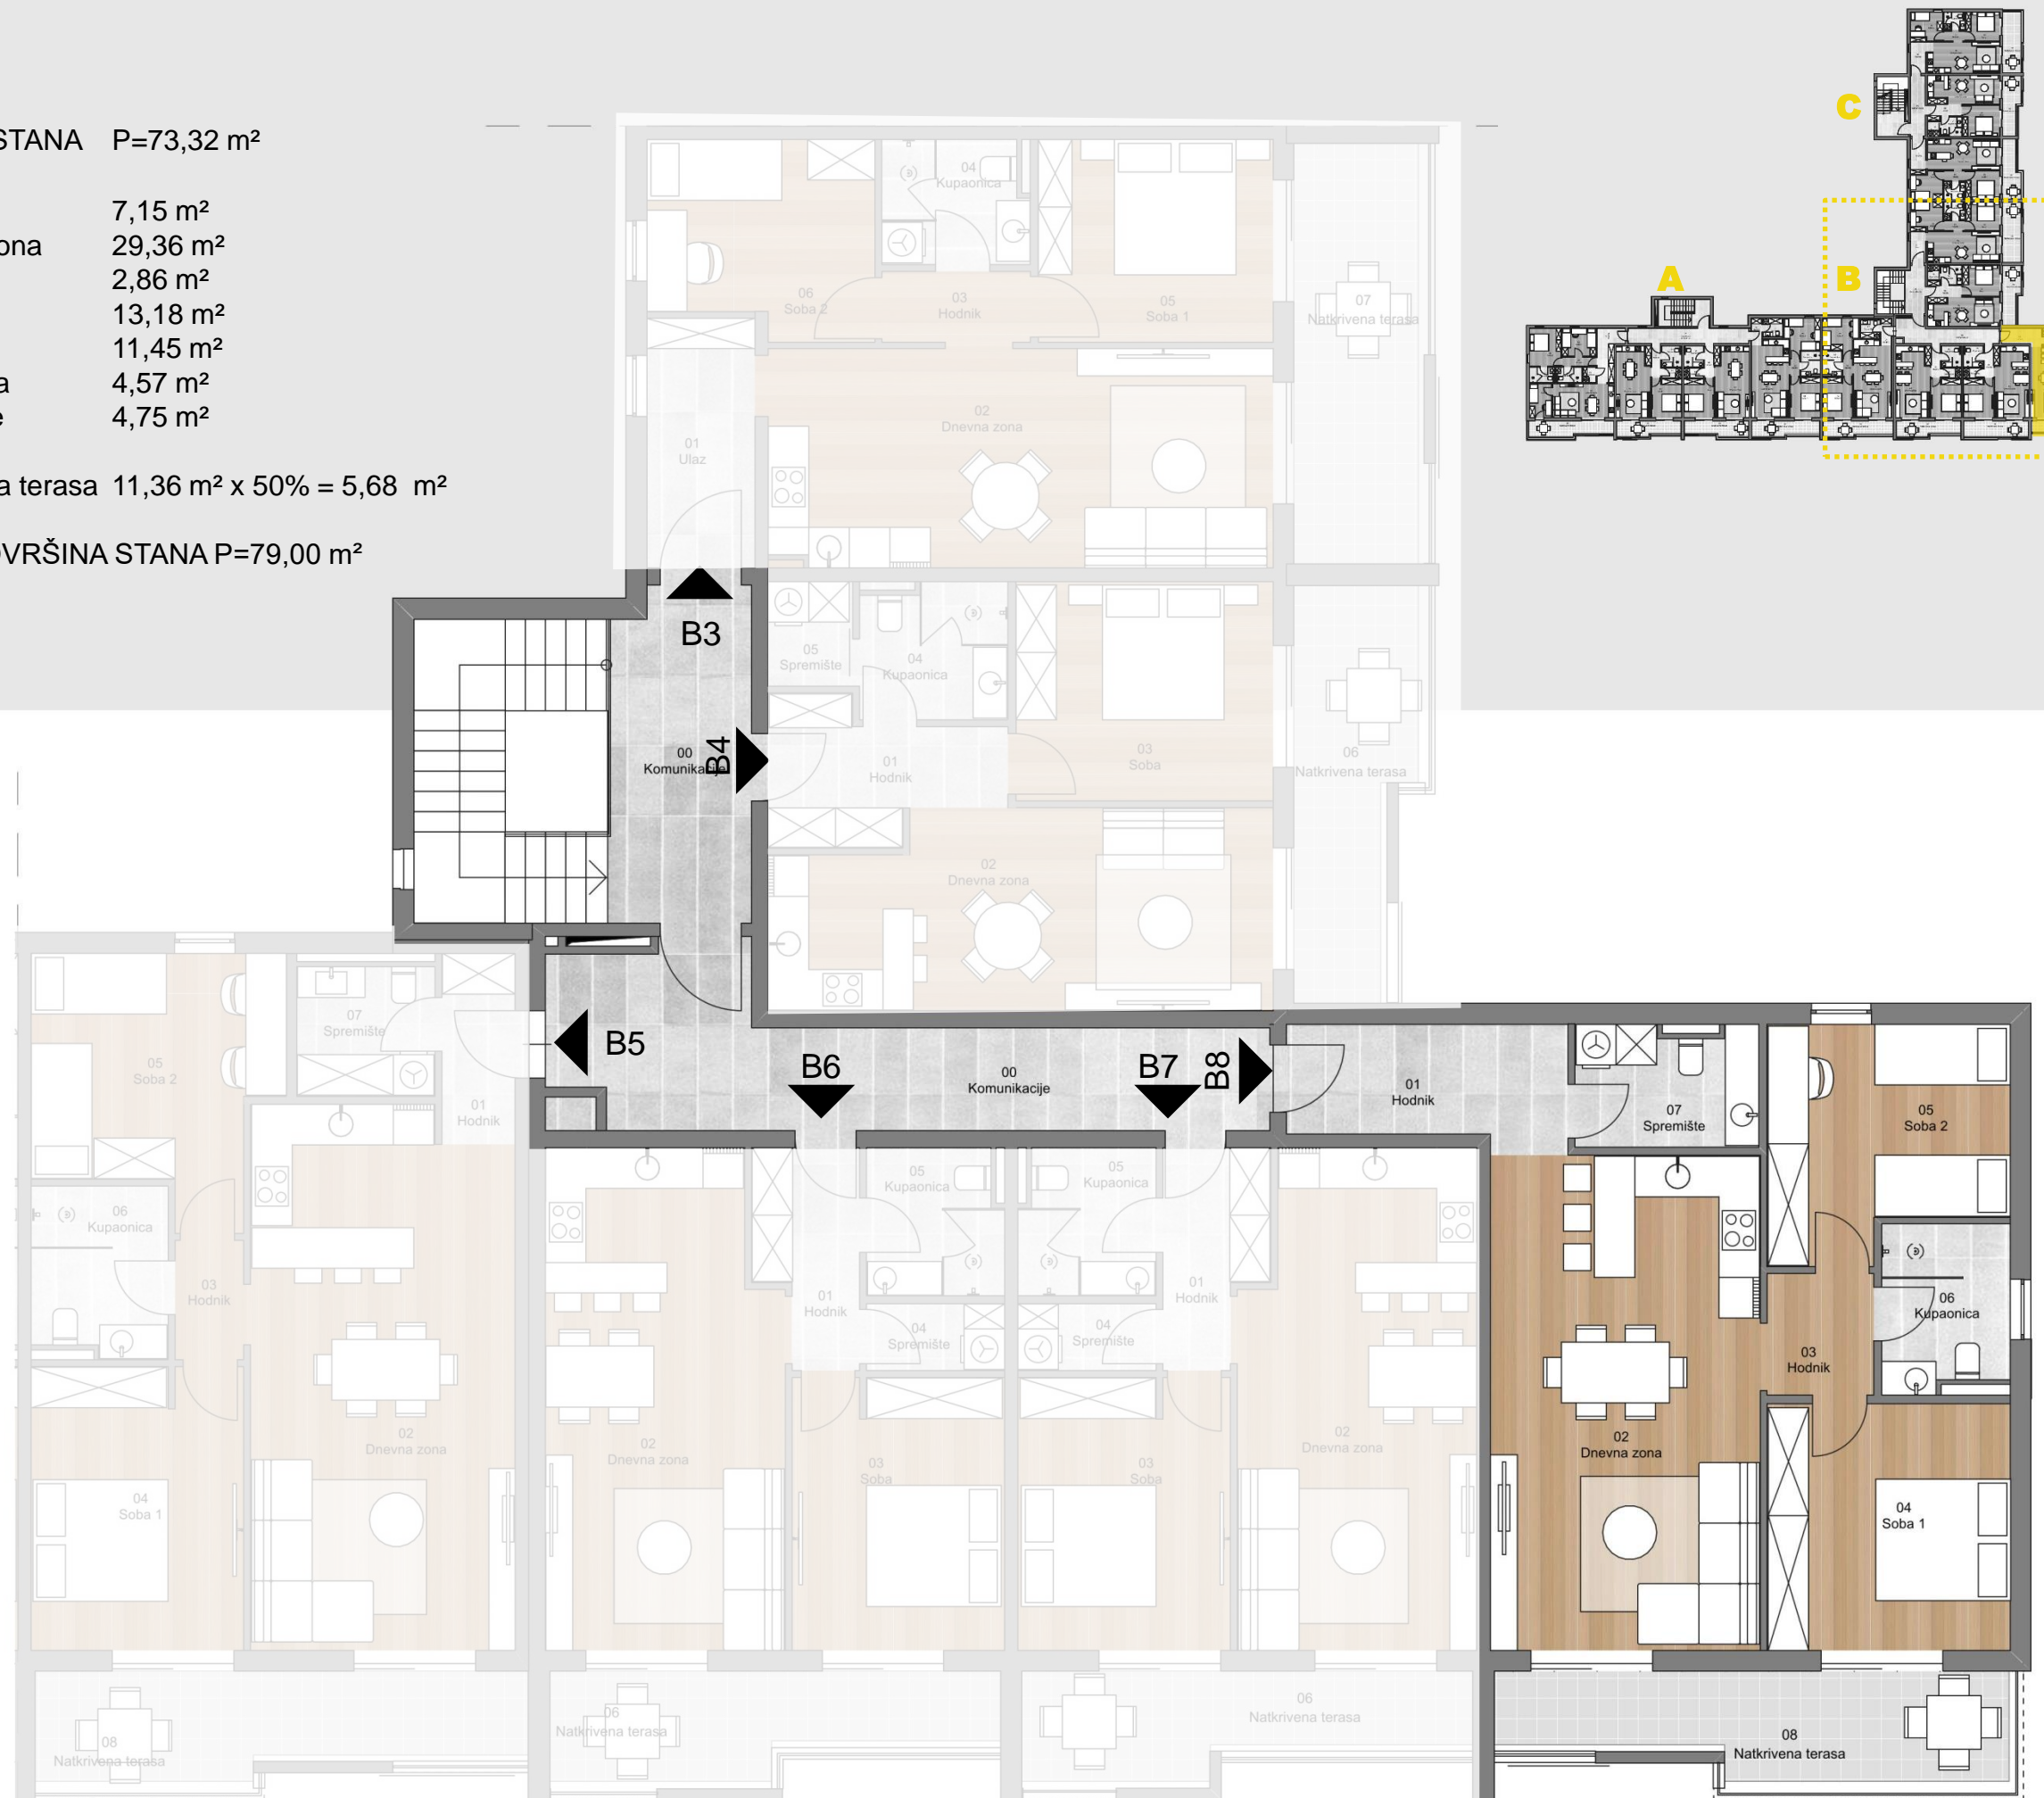 STANA P=73,32 m²
7,15 m²
ona 29,36 m²
2,86 m²
13,18 m²
11,45 m²
a 4,57 m²
e 4,75 m²
a terasa 11,36 m² x 50% = 5,68 m²
OVRŠINA STANA P=79,00 m²
C
A
B
04
Kupaonica
06
Soba 2
03
Hodnik
05
Soba 1
07
Natkrivena terasa
01
Ulaz
02
Dnevna zona
B3
05
Spremište
04
Kupaonica
00
Komunikacije
B4
01
Hodnik
03
Soba
06
Natkrivena terasa
02
Dnevna zona
07
Spremište
05
Soba 2
01
Hodnik
B5
B6
00
Komunikacije
B7
B8
01
Hodnik
07
Spremište
05
Soba 2
06
Kupaonica
03
Hodnik
05
Kupaonica
01
Hodnik
04
Spremište
05
Kupaonica
01
Hodnik
04
Spremište
06
Kupaonica
03
Hodnik
02
Dnevna zona
04
Soba 1
02
Dnevna zona
03
Soba
03
Soba
02
Dnevna zona
02
Dnevna zona
04
Soba 1
08
Natkrivena terasa
06
Natkrivena terasa
06
Natkrivena terasa
08
Natkrivena terasa